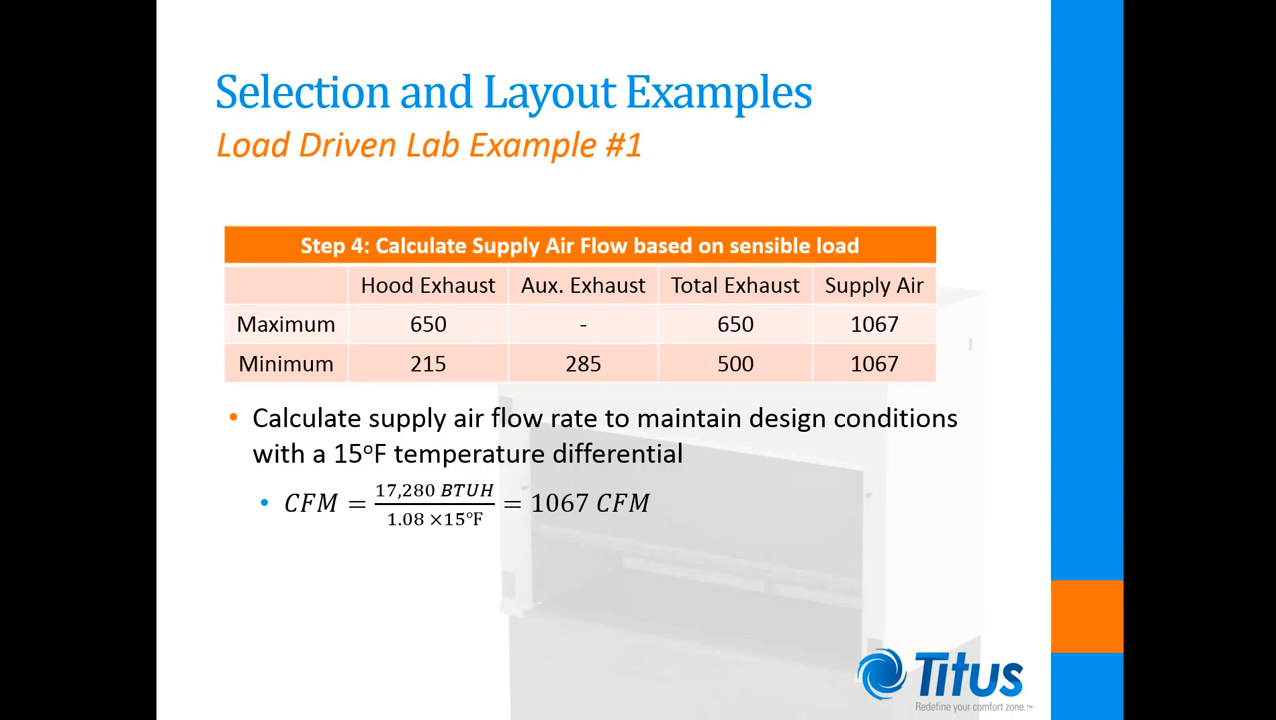 Selection and Layout Examples
Load Driven Lab Example #1
Step 4: Calculate Supply Air Flow based on sensible load
Hood Exhaust Aux. Exhaust Total Exhaust Supply Air
Maximum 650 - 650 1067
Minimum 215 285 500 1067
• Calculate supply air flow rate to maintain design conditions
with a 15°F temperature differential
• CFM = 17,280 BTUH / 1.08 ×15°F = 1067 CFM
Titus
Redefine your comfort zone.™